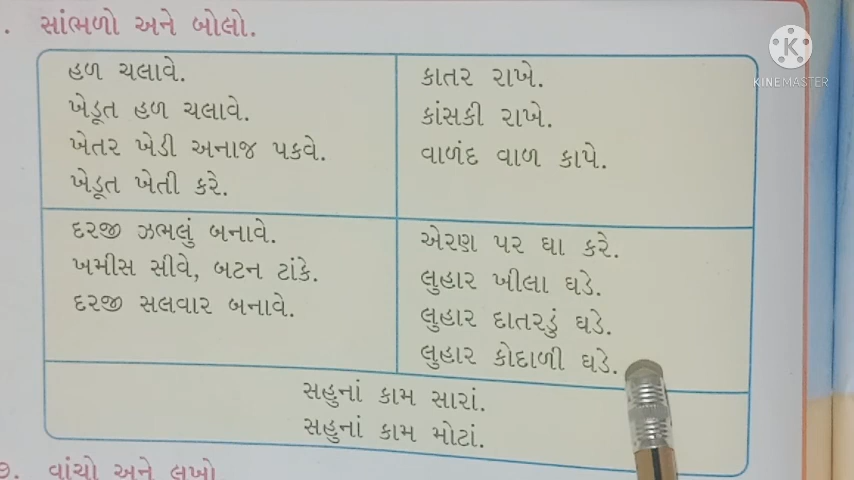 સાંભળો અને બોલો.
હળ ચલાવે.
ખેડૂત હળ ચલાવે.
ખેતર ખેડી અનાજ પકવે.
ખેડૂત ખેતી કરે.
કાતર રાખે.
કાંસકી રાખે.
વાળંદ વાળ કાપે.
દરજી ઝભલું બનાવે.
ખમીસ સીવે, બટન ટાંકે.
દરજી સલવાર બનાવે.
એરણ પર ઘા કરે.
લુહાર ખીલા ઘડે.
લુહાર દાતરડું ઘડે.
લુહાર કોદાળી ઘડે.
સહુનાં કામ સારાં.
સહુનાં કામ મોટાં.
વાંચો અને લખો
KINEMASTER